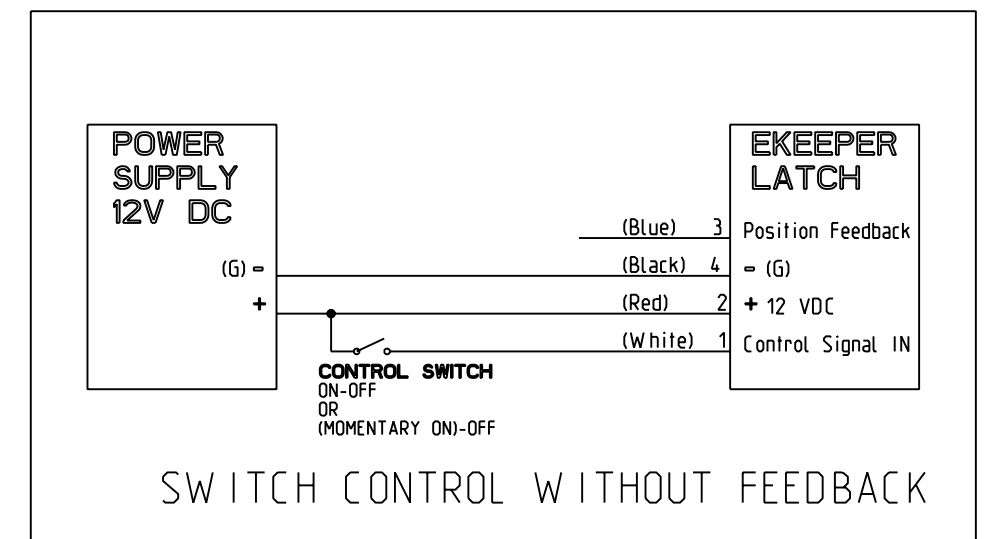 POWER
SUPPLY
12V DC
(G) -
+
EKEEPER
LATCH
(Blue) 3 Position Feedback
(Black) 4 - (G)
(Red) 2 + 12 VDC
(White) 1 Control Signal IN
CONTROL SWITCH
ON-OFF
OR
(MOMENTARY ON)-OFF
SWITCH CONTROL WITHOUT FEEDBACK